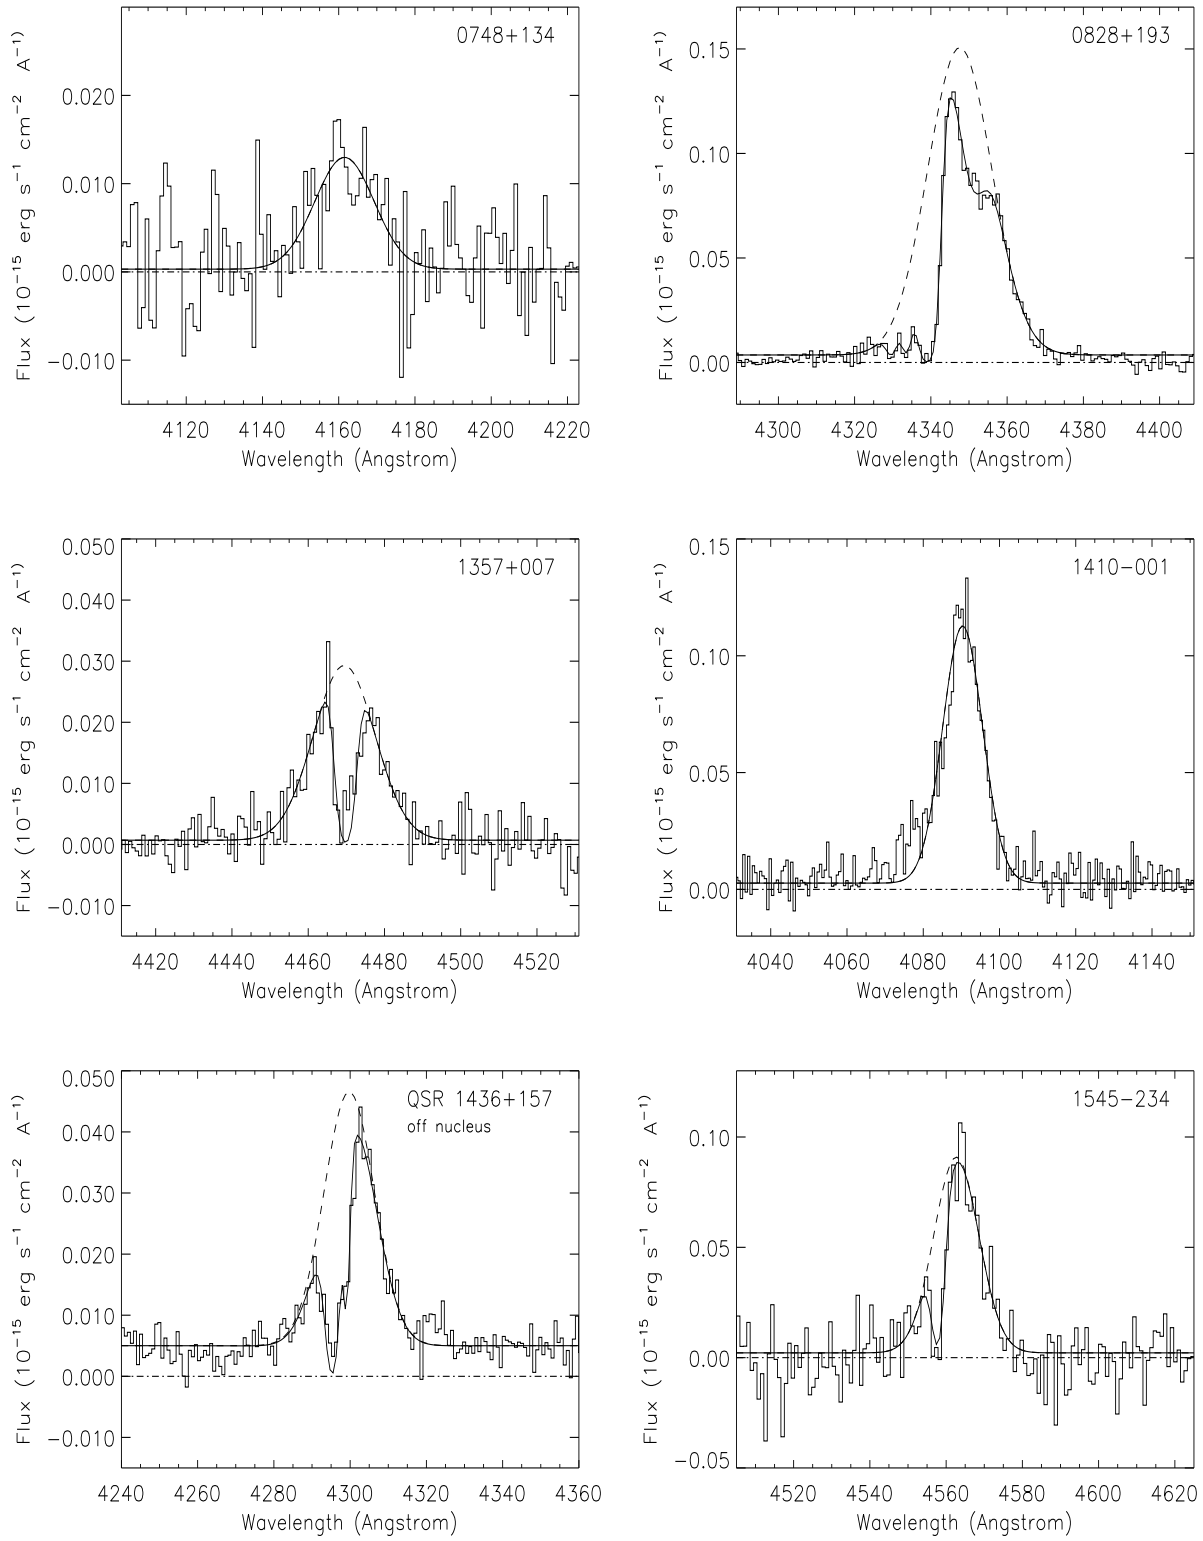 0748+134
Flux (10⁻¹⁵ erg s⁻¹ cm⁻² A⁻¹)
0.020
0.010
0.000
−0.010
4120 4140 4160 4180 4200 4220
Wavelength (Angstrom)
0828+193
Flux (10⁻¹⁵ erg s⁻¹ cm⁻² A⁻¹)
0.15
0.10
0.05
0.00
4300 4320 4340 4360 4380 4400
Wavelength (Angstrom)
1357+007
Flux (10⁻¹⁵ erg s⁻¹ cm⁻² A⁻¹)
0.050
0.040
0.030
0.020
0.010
0.000
−0.010
4420 4440 4460 4480 4500 4520
Wavelength (Angstrom)
1410−001
Flux (10⁻¹⁵ erg s⁻¹ cm⁻² A⁻¹)
0.15
0.10
0.05
0.00
4040 4060 4080 4100 4120 4140
Wavelength (Angstrom)
QSR 1436+157
off nucleus
Flux (10⁻¹⁵ erg s⁻¹ cm⁻² A⁻¹)
0.050
0.040
0.030
0.020
0.010
0.000
−0.010
4240 4260 4280 4300 4320 4340 4360
Wavelength (Angstrom)
1545−234
Flux (10⁻¹⁵ erg s⁻¹ cm⁻² A⁻¹)
0.10
0.05
0.00
−0.05
4520 4540 4560 4580 4600 4620
Wavelength (Angstrom)